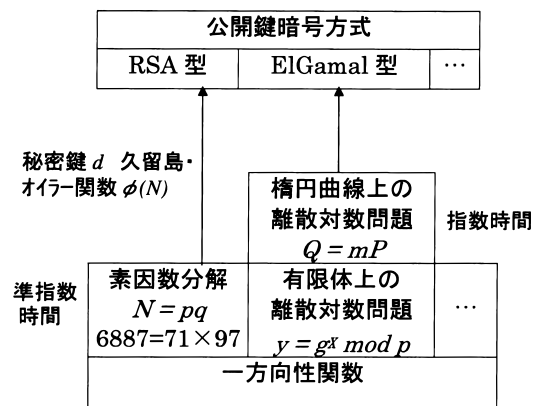 公開鍵暗号方式
RSA 型
ElGamal 型
…
秘密鍵 d 久留島・
オイラー関数 φ(N)
楕円曲線上の
離散対数問題
Q = mP
指数時間
準指数
時間
素因数分解
N = pq
6887=71×97
有限体上の
離散対数問題
y = gˣ mod p
…
一方向性関数